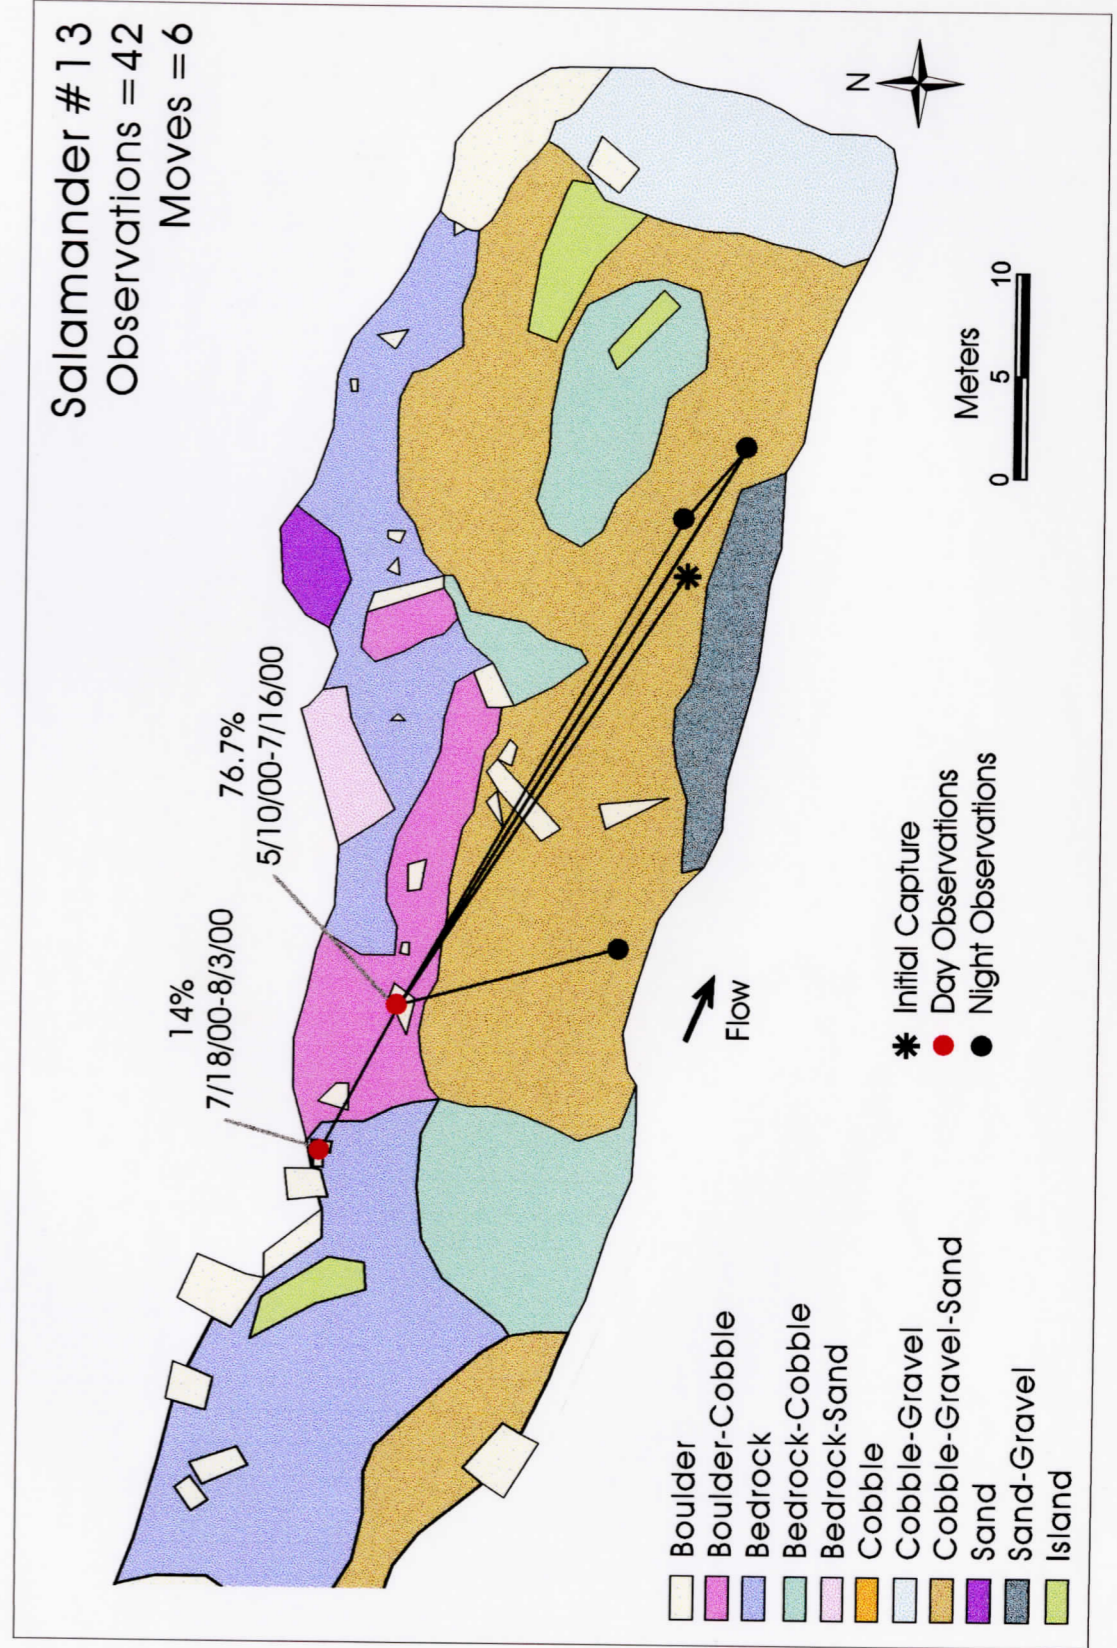 Salamander #13
Observations =42
Moves =6
14%
7/18/00-8/3/00
76.7%
5/10/00-7/16/00
N
Flow
Meters
0 5 10
Initial Capture
Day Observations
Night Observations
Boulder
Boulder-Cobble
Bedrock
Bedrock-Cobble
Bedrock-Sand
Cobble
Cobble-Gravel
Cobble-Gravel-Sand
Sand
Sand-Gravel
Island